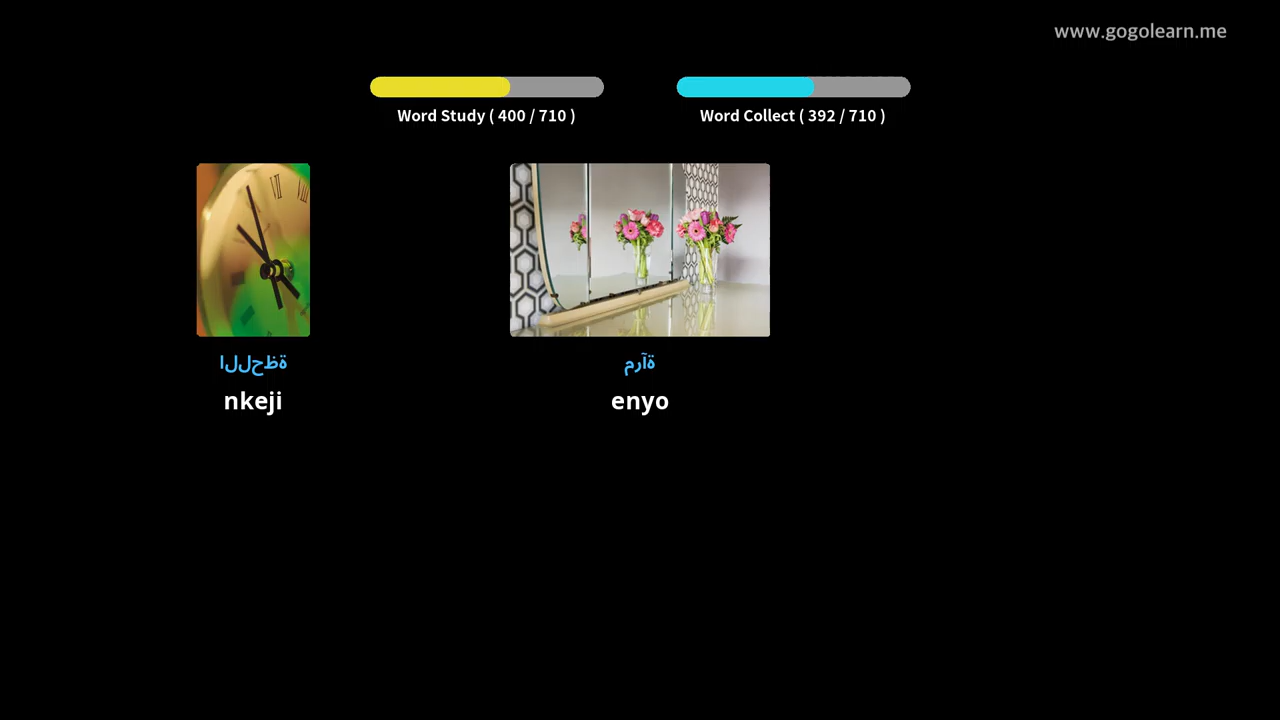 www.gogolearn.me
Word Study ( 400 / 710 )
Word Collect ( 392 / 710 )
اللحظة
مرآة
nkeji
enyo